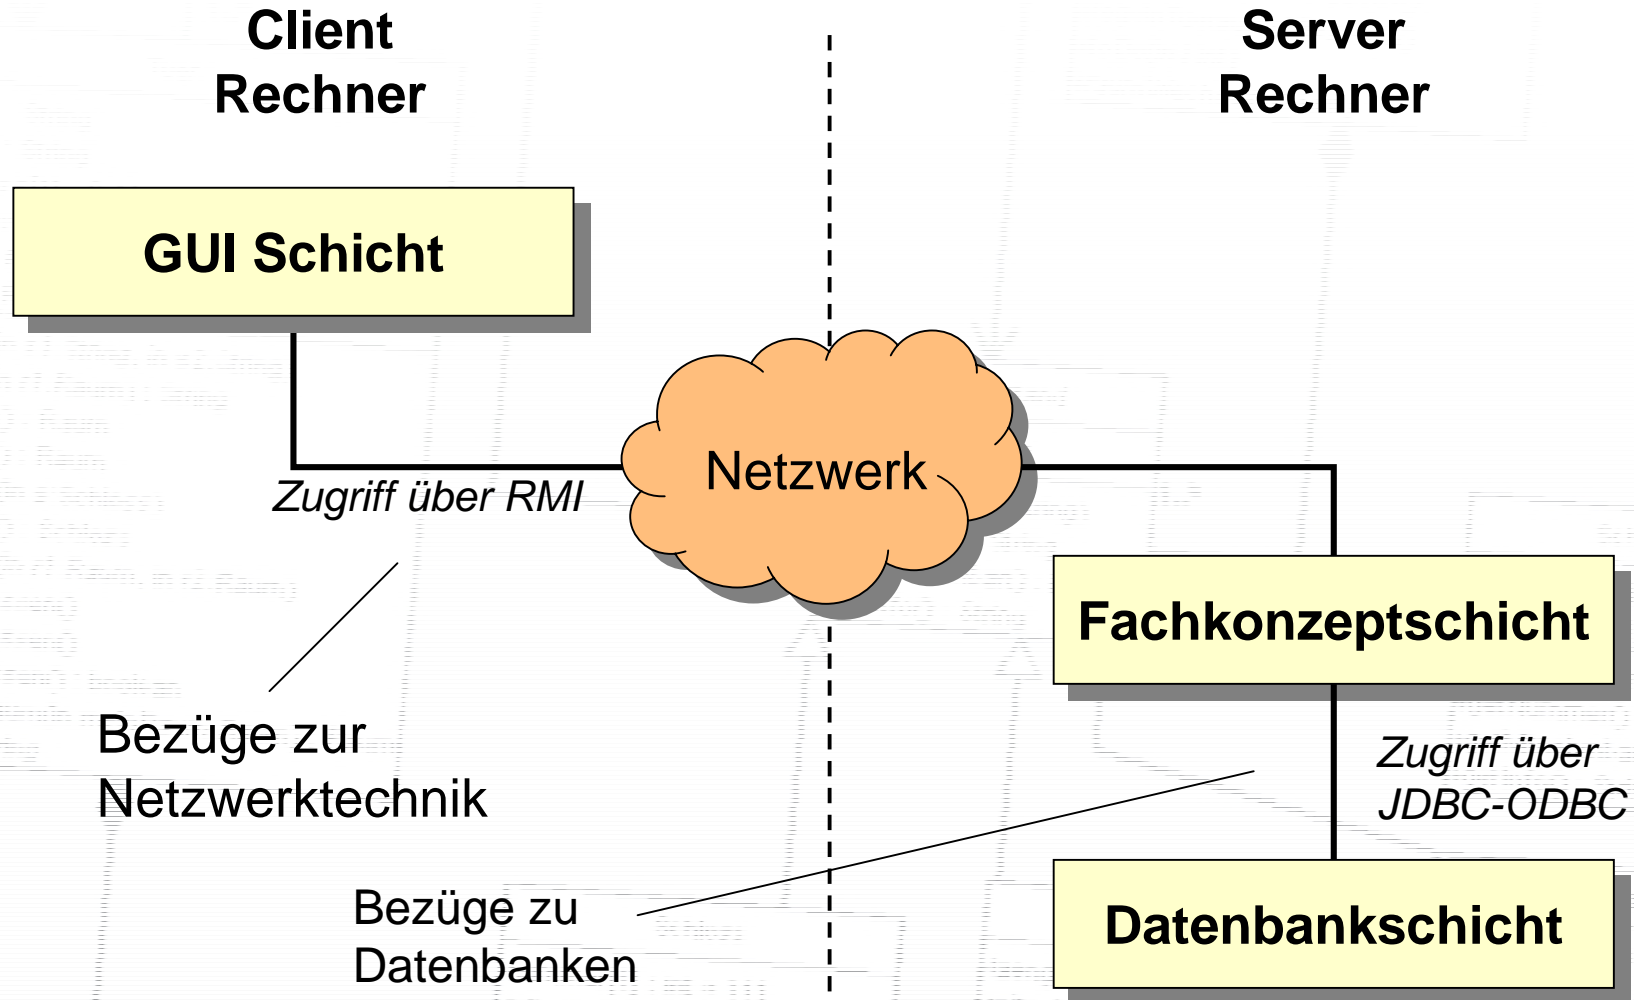 Client
Rechner
Server
Rechner
GUI Schicht
Netzwerk
Zugriff über RMI
Fachkonzeptschicht
Bezüge zur
Netzwerktechnik
Zugriff über
JDBC-ODBC
Bezüge zu
Datenbanken
Datenbankschicht